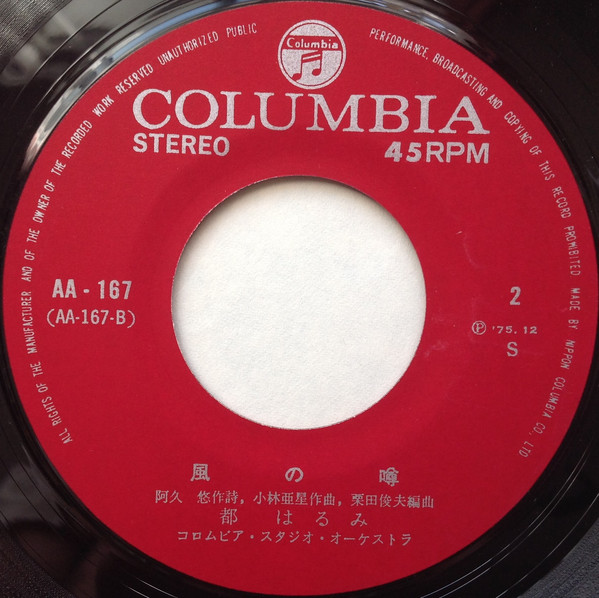 ALL RIGHTS OF THE MANUFACTURER AND OF THE OWNER OF THE RECORDED WORK RESERVED UNAUTHORIZED PUBLIC PERFORMANCE, BROADCASTING AND COPYING OF THIS RECORD PROHIBITED MADE BY NIPPON COLUMBIA CO., LTD
Columbia
COLUMBIA
STEREO 45RPM
AA-167 2
(AA-167-B) Ⓟ '75.12
S
風の噂
阿久 悠作詩, 小林亜星作曲, 栗田俊夫編曲
都 はるみ
コロムビア・スタジオ・オーケストラ